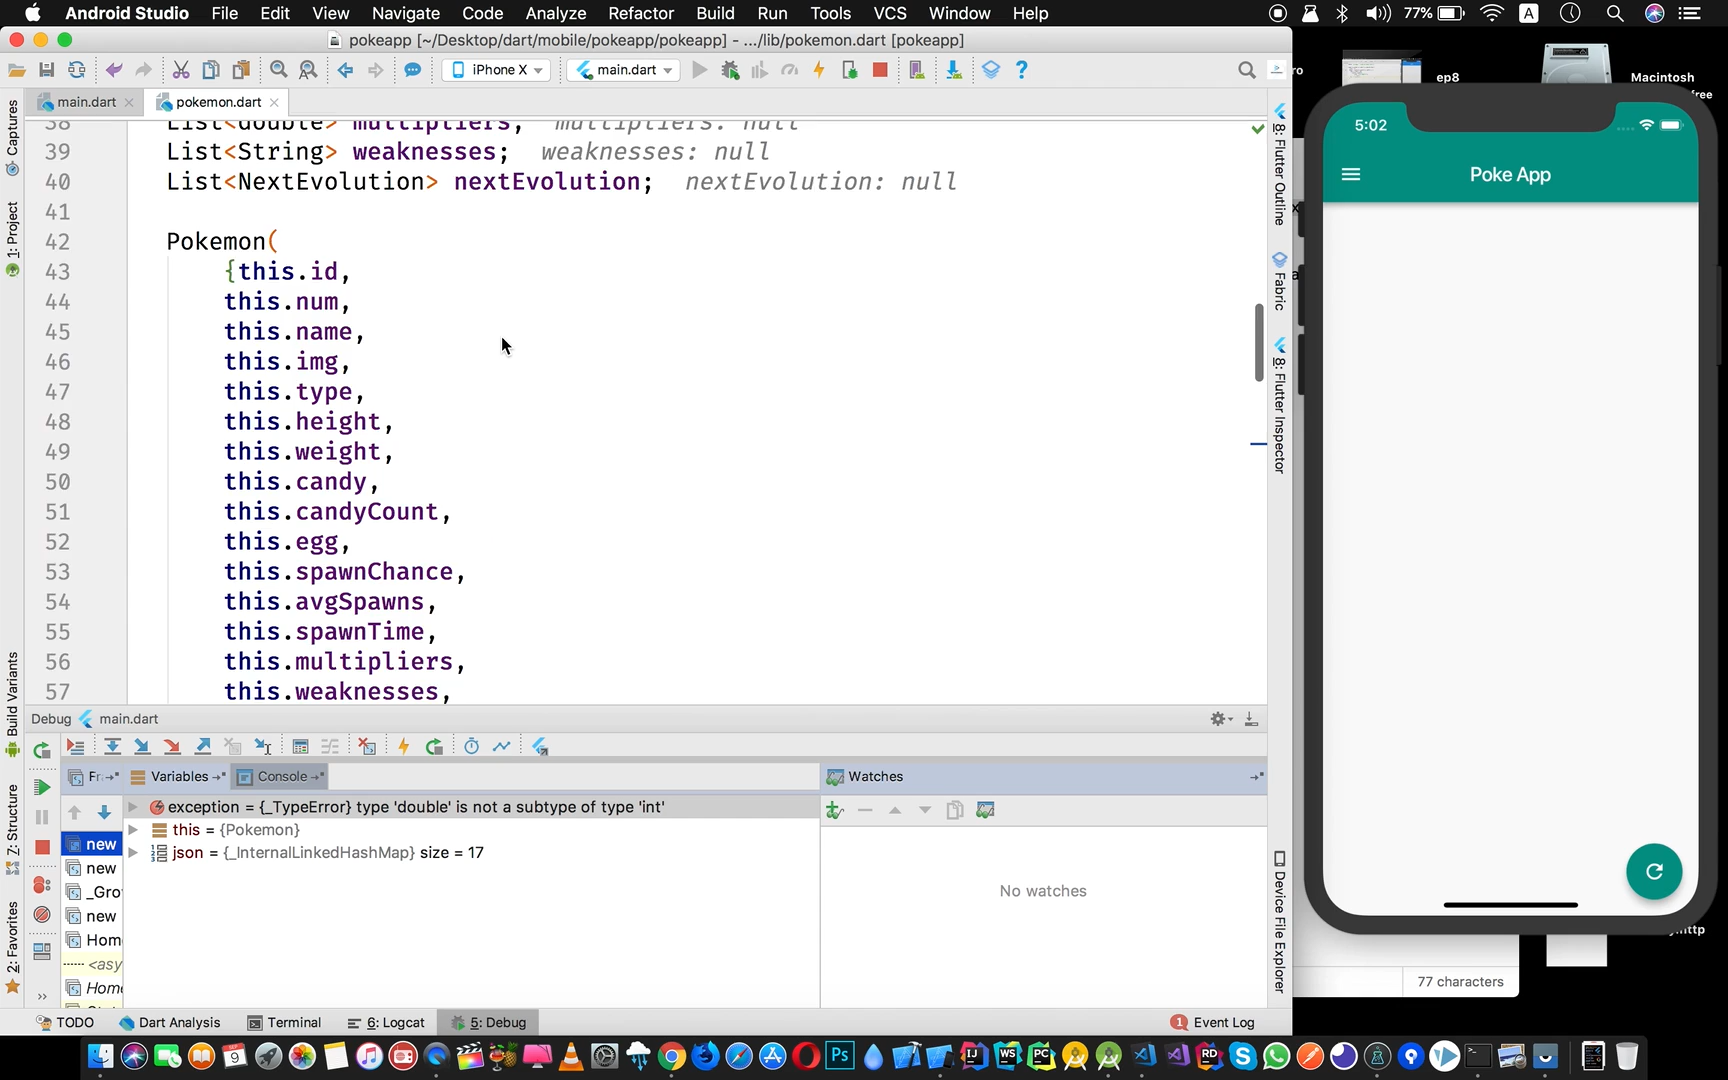 Android Studio File Edit View Navigate Code Analyze Refactor Build Run Tools VCS Window Help 77% A
pokeapp [~/Desktop/dart/mobile/pokeapp/pokeapp] - .../lib/pokemon.dart [pokeapp]
iPhone X main.dart
main.dart pokemon.dart
38 List<double> multipliers; multipliers: null
39 List<String> weaknesses; weaknesses: null
40 List<NextEvolution> nextEvolution; nextEvolution: null
41
42 Pokemon(
43 {this.id,
44 this.num,
45 this.name,
46 this.img,
47 this.type,
48 this.height,
49 this.weight,
50 this.candy,
51 this.candyCount,
52 this.egg,
53 this.spawnChance,
54 this.avgSpawns,
55 this.spawnTime,
56 this.multipliers,
57 this.weaknesses,
Captures
1: Project
Build Variants
7: Structure
2: Favorites
8: Flutter Outline
Fabric
8: Flutter Inspector
Device File Explorer
Debug main.dart
Fr Variables Console Watches
exception = {_TypeError} type 'double' is not a subtype of type 'int'
this = {Pokemon}
json = {_InternalLinkedHashMap} size = 17
new
new
_Gro
new
Hom
<asy
Hom
No watches
TODO Dart Analysis Terminal 6: Logcat 5: Debug 1 Event Log
ep8
Macintosh
free
5:02
Poke App
77 characters